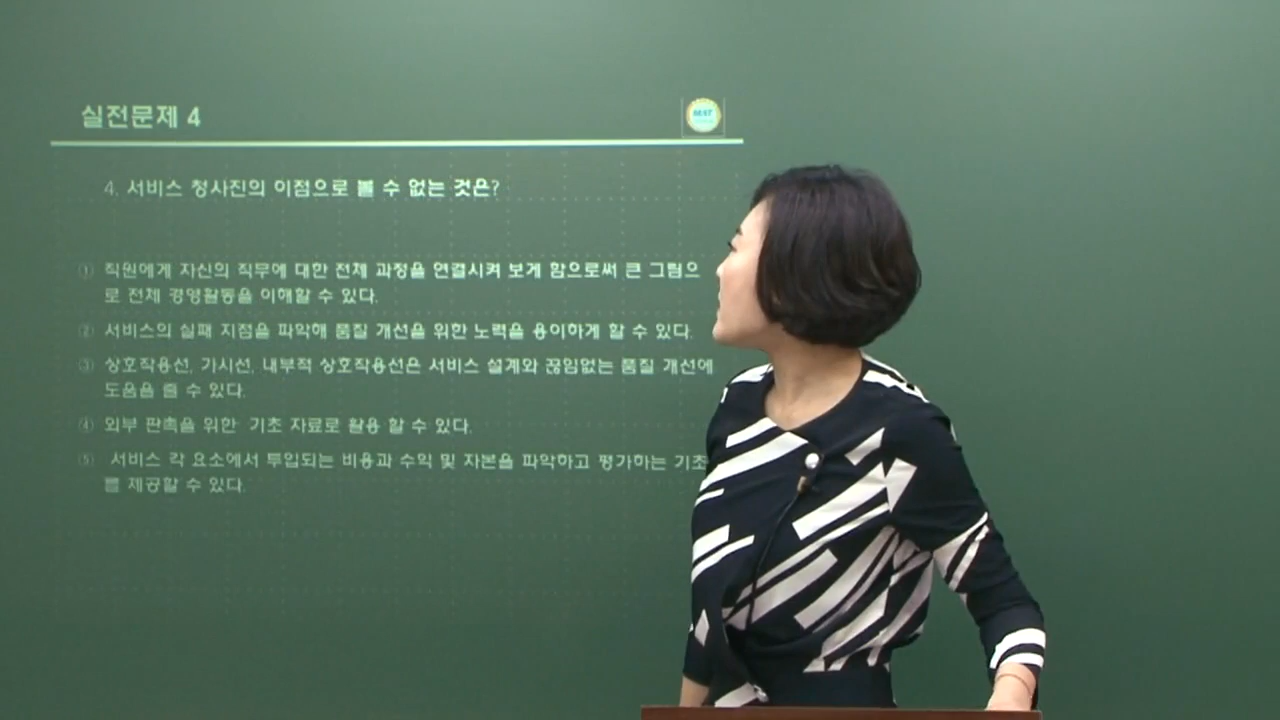 실전문제 4
4. 서비스 청사진의 이점으로 볼 수 없는 것은?
① 직원에게 자신의 직무에 대한 전체 과정을 연결시켜 보게 함으로써 큰 그림으
로 전체 경영활동을 이해할 수 있다.
② 서비스의 실패 지점을 파악해 품질 개선을 위한 노력을 용이하게 할 수 있다.
③ 상호작용선, 가시선, 내부적 상호작용선은 서비스 설계와 끊임없는 품질 개선에
도움을 줄 수 있다.
④ 외부 판촉을 위한 기초 자료로 활용 할 수 있다.
⑤ 서비스 각 요소에서 투입되는 비용과 수익 및 자본을 파악하고 평가하는 기초
를 제공할 수 있다.